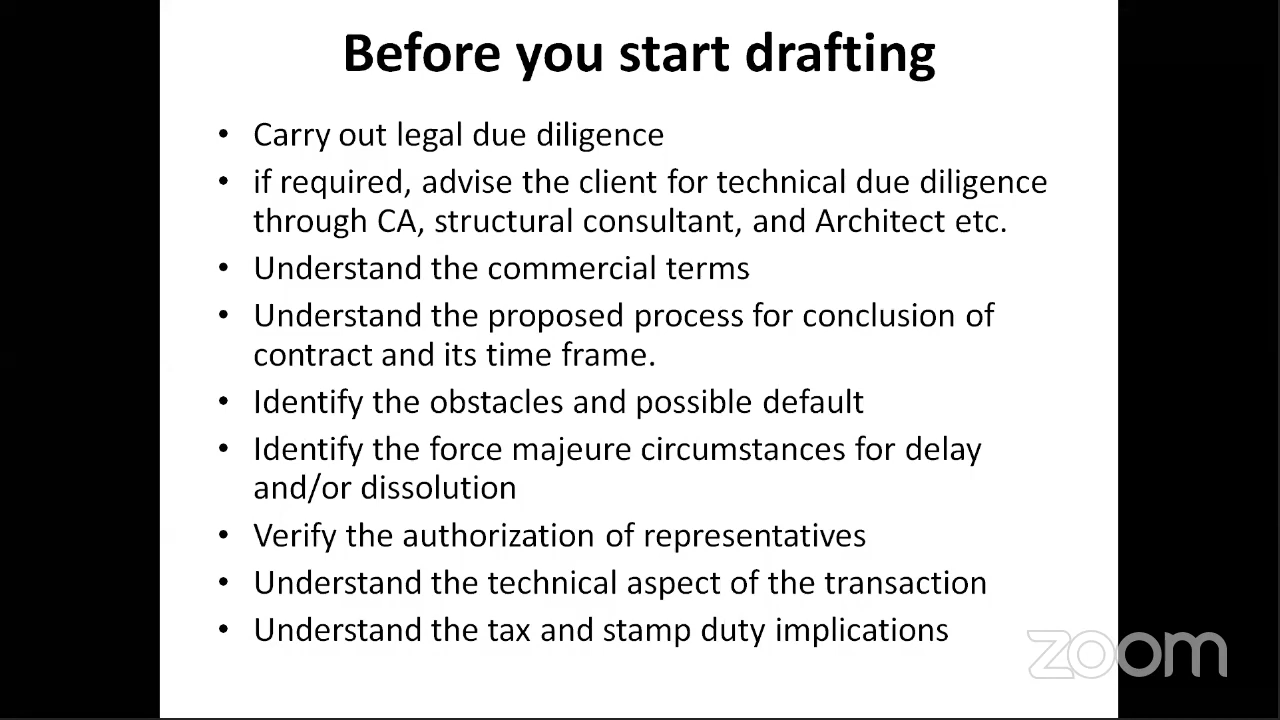 Before you start drafting
• Carry out legal due diligence
• if required, advise the client for technical due diligence
through CA, structural consultant, and Architect etc.
• Understand the commercial terms
• Understand the proposed process for conclusion of
contract and its time frame.
• Identify the obstacles and possible default
• Identify the force majeure circumstances for delay
and/or dissolution
• Verify the authorization of representatives
• Understand the technical aspect of the transaction
• Understand the tax and stamp duty implications
zoom